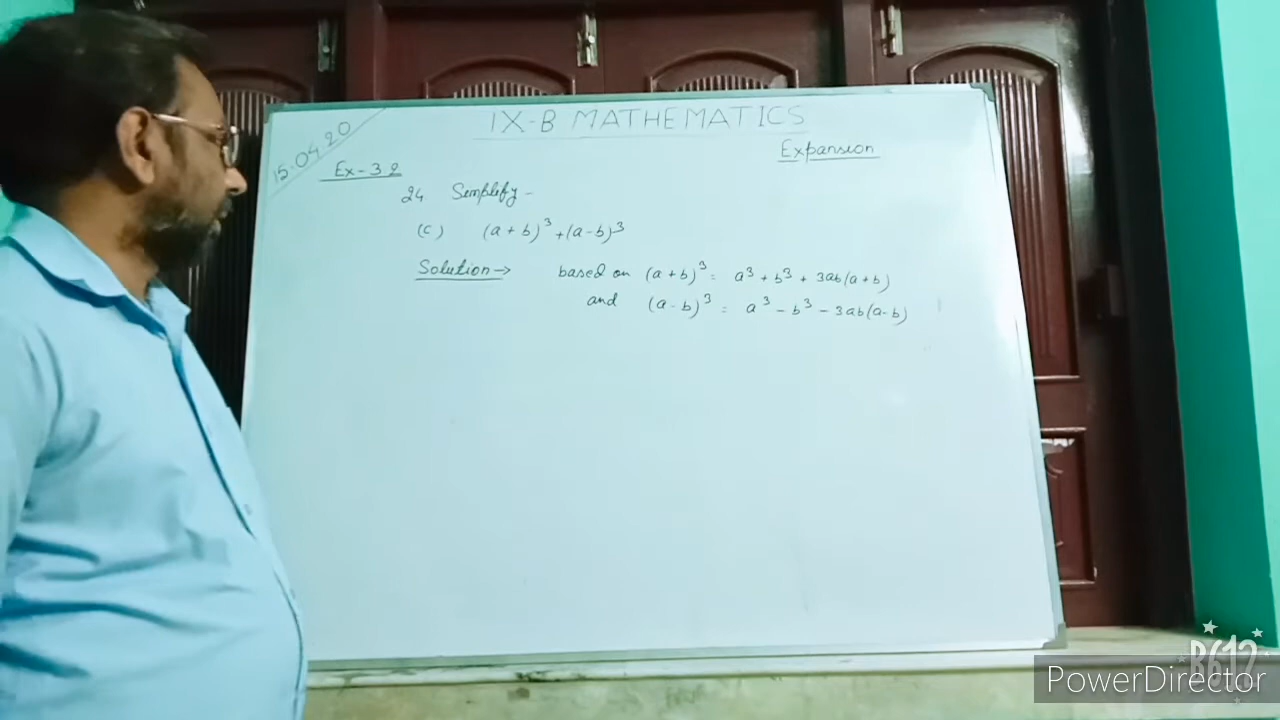 IX-B MATHEMATICS
15.04.20
Expansion
Ex-3.2
24 Simplify -
(c) (a+b)³+(a-b)³
Solution→ based on (a+b)³= a³+b³+3ab(a+b)
and (a-b)³= a³-b³-3ab(a-b)
B612
PowerDirector